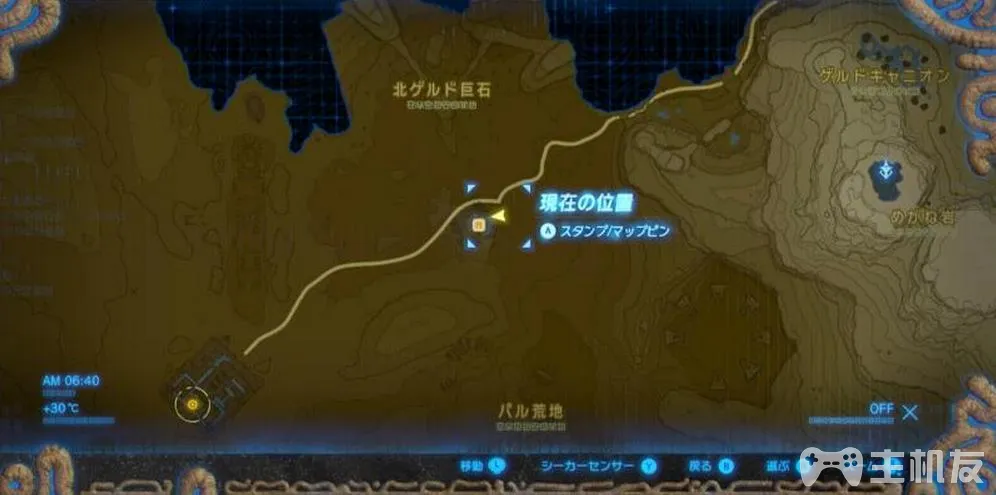 北ゲルド巨石
ゲルドキャニオン
現在の位置
A スタンプ/マップピン
めがね岩
AM 06:40
+30℃
パル荒地
OFF
移動 L シーカーセンサー Y 戻る B 選ぶ
主机友